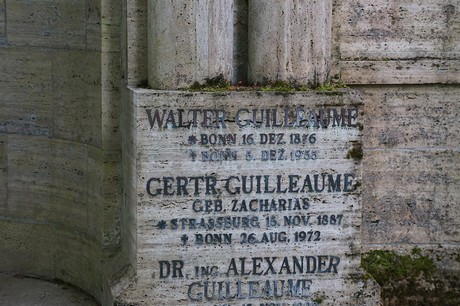 WALTER GUILLEAUME
* BONN 16. DEZ. 1876
† BONN 5. DEZ.
GERTR. GUILLEAUME
GEB. ZACHARIAS
* STRASSBURG 15. NOV. 1887
† BONN 26. AUG. 1972
DR. ING. ALEXANDER
GUILLEAUME